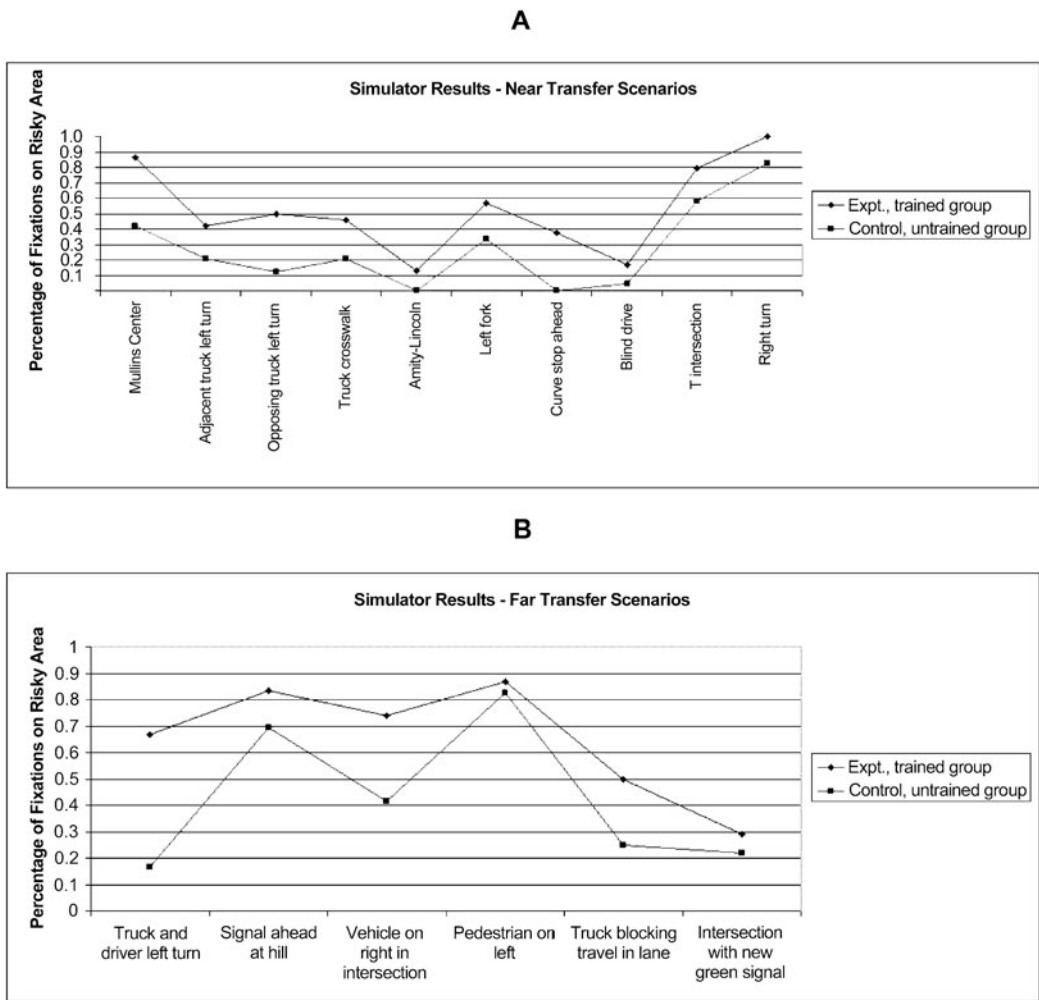 A
Simulator Results - Near Transfer Scenarios
Percentage of Fixations on Risky Area
1.0
0.9
0.8
0.7
0.6
0.5
0.4
0.3
0.2
0.1
Mullins Center
Adjacent truck left turn
Opposing truck left turn
Truck crosswalk
Amity-Lincoln
Left fork
Curve stop ahead
Blind drive
T intersection
Right turn
Expt., trained group
Control, untrained group
B
Simulator Results - Far Transfer Scenarios
Percentage of Fixations on Risky Area
1
0.9
0.8
0.7
0.6
0.5
0.4
0.3
0.2
0.1
0
Truck and
driver left turn
Signal ahead
at hill
Vehicle on
right in
intersection
Pedestrian on
left
Truck blocking
travel in lane
Intersection
with new
green signal
Expt., trained group
Control, untrained group